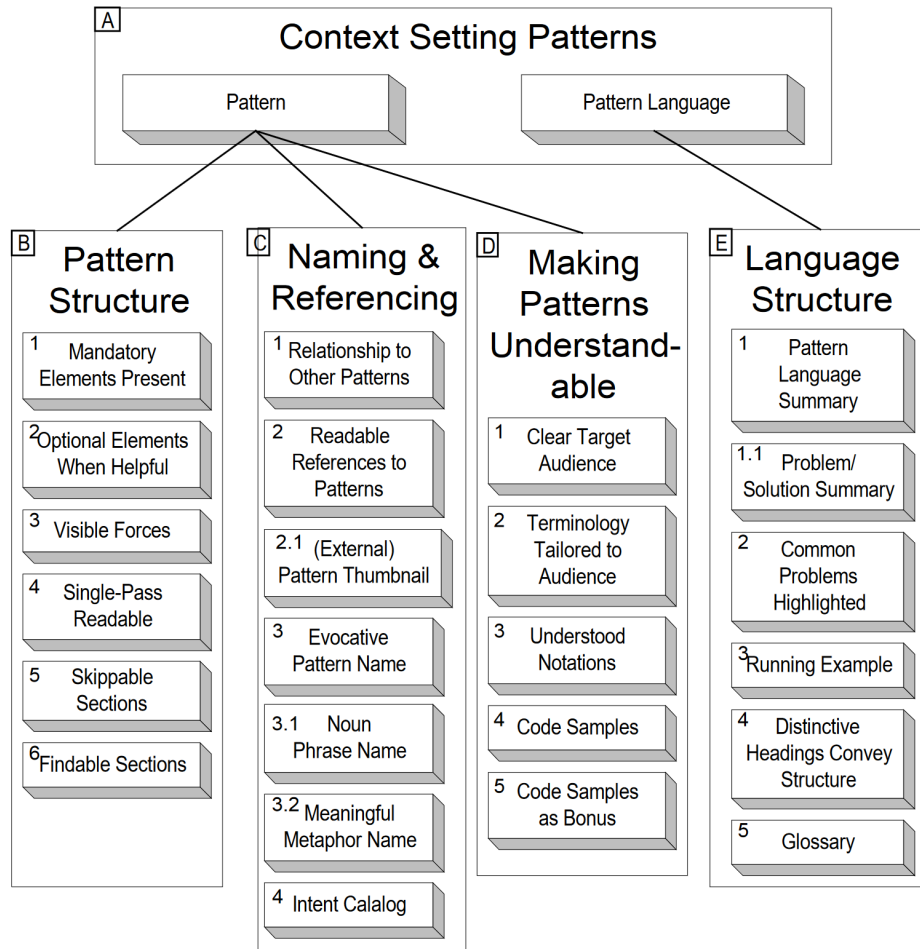 A
Context Setting Patterns
Pattern
Pattern Language
B
Pattern
Structure
1
Mandatory
Elements Present
2
Optional Elements
When Helpful
3
Visible Forces
4
Single-Pass
Readable
5
Skippable
Sections
6
Findable Sections
C
Naming &
Referencing
1
Relationship to
Other Patterns
2
Readable
References to
Patterns
2.1
(External)
Pattern Thumbnail
3
Evocative
Pattern Name
3.1
Noun
Phrase Name
3.2
Meaningful
Metaphor Name
4
Intent Calalog
D
Making
Patterns
Understand-
able
1
Clear Target
Audience
2
Terminology
Tailored to
Audience
3
Understood
Notations
4
Code Samples
5
Code Samples
as Bonus
E
Language
Structure
1
Pattern
Language
Summary
1.1
Problem/
Solution Summary
2
Common
Problems
Highlighted
3
Running Example
4
Distinctive
Headings Convey
Structure
5
Glossary